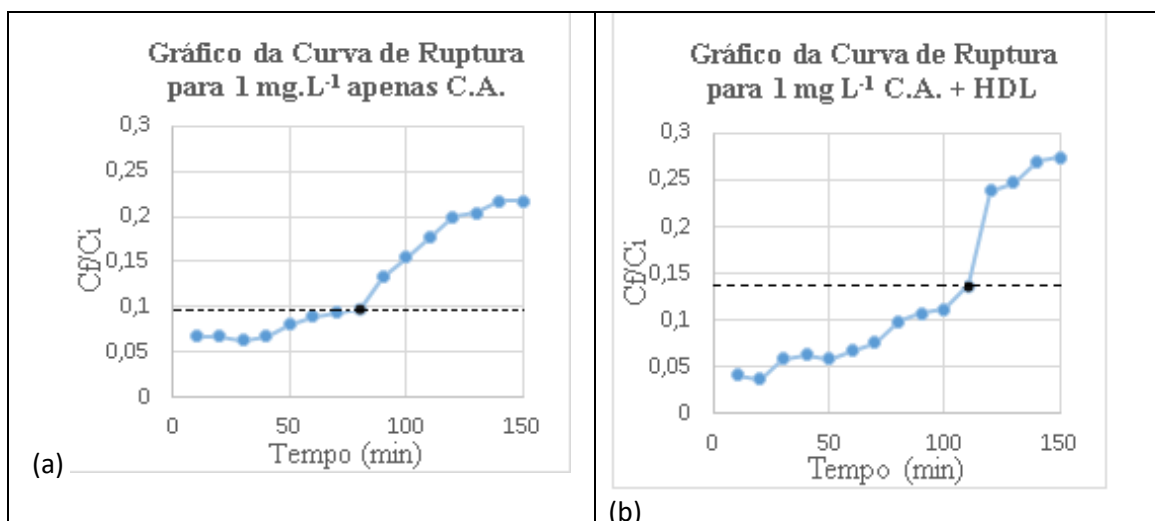 Gráfico da Curva de Ruptura
para 1 mg.L⁻¹ apenas C.A.
0,3
0,25
0,2
0,15
0,1
0,05
0
Cf/Ci
0 50 100 150
Tempo (min)
(a)
Gráfico da Curva de Ruptura
para 1 mg L⁻¹ C.A. + HDL
0,3
0,25
0,2
0,15
0,1
0,05
0
Cf/Ci
0 50 100 150
Tempo (min)
(b)